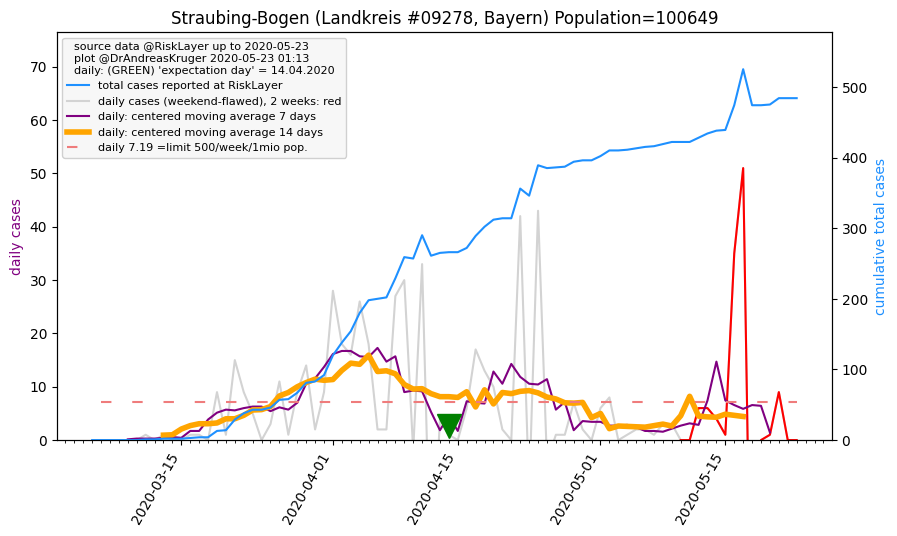 Straubing-Bogen (Landkreis #09278, Bayern) Population=100649
source data @RiskLayer up to 2020-05-23
plot @DrAndreasKruger 2020-05-23 01:13
daily: (GREEN) 'expectation day' = 14.04.2020
total cases reported at RiskLayer
daily cases (weekend-flawed), 2 weeks: red
daily: centered moving average 7 days
daily: centered moving average 14 days
daily 7.19 =limit 500/week/1mio pop.
daily cases
70
60
50
40
30
20
10
0
500
400
300
200
100
0
cumulative total cases
2020-03-15
2020-04-01
2020-04-15
2020-05-01
2020-05-15